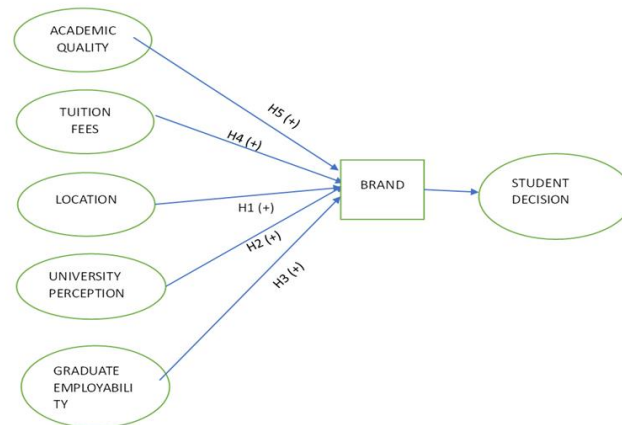 ACADEMIC
QUALITY
H5 (+)
TUITION
FEES
H4 (+)
BRAND
STUDENT
DECISION
LOCATION
H1 (+)
UNIVERSITY
PERCEPTION
H2 (+)
H3 (+)
GRADUATE
EMPLOYABILI
TY